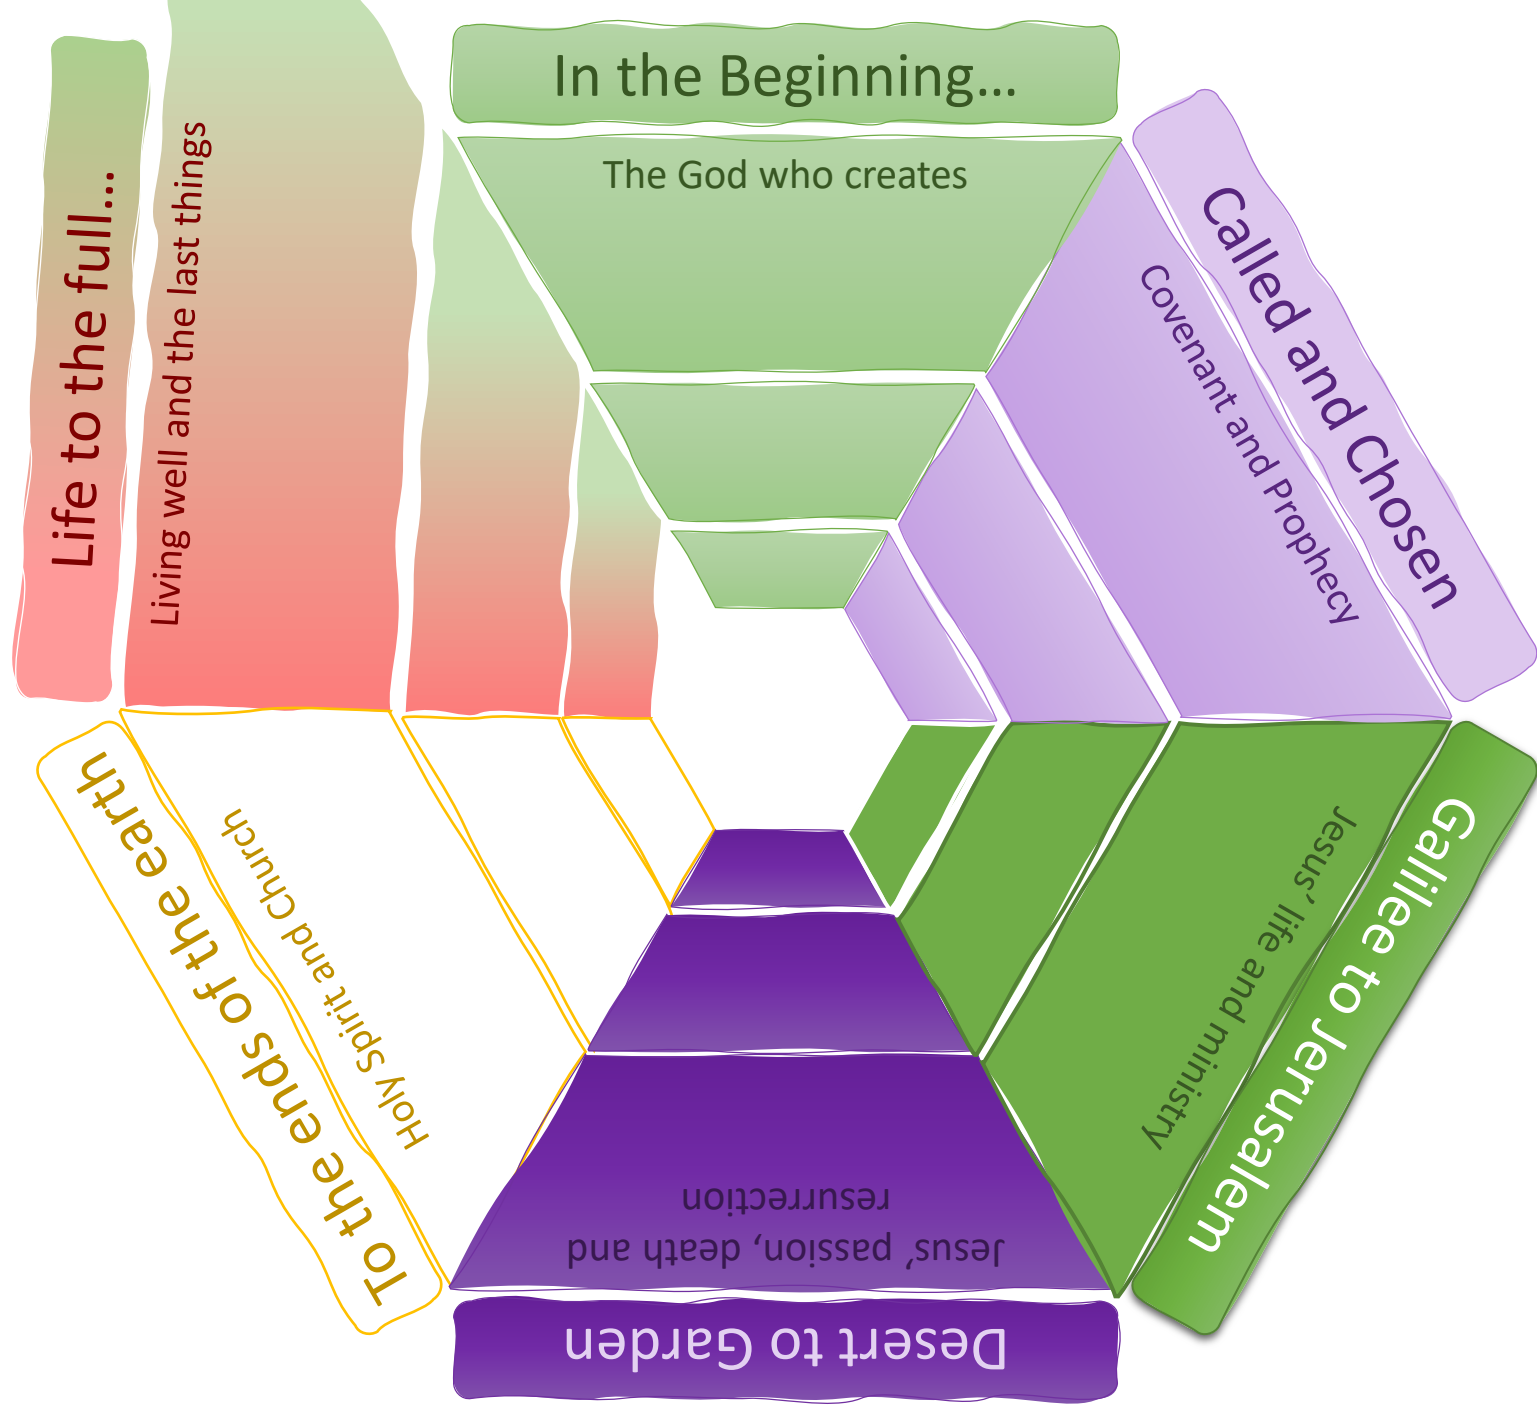 In the Beginning...
The God who creates
Called and Chosen
Covenant and Prophecy
Galilee to Jerusalem
Jesus’ life and ministry
Desert to Garden
Jesus’ passion, death and
resurrection
To the ends of the earth
Holy Spirit and Church
Life to the full...
Living well and the last things